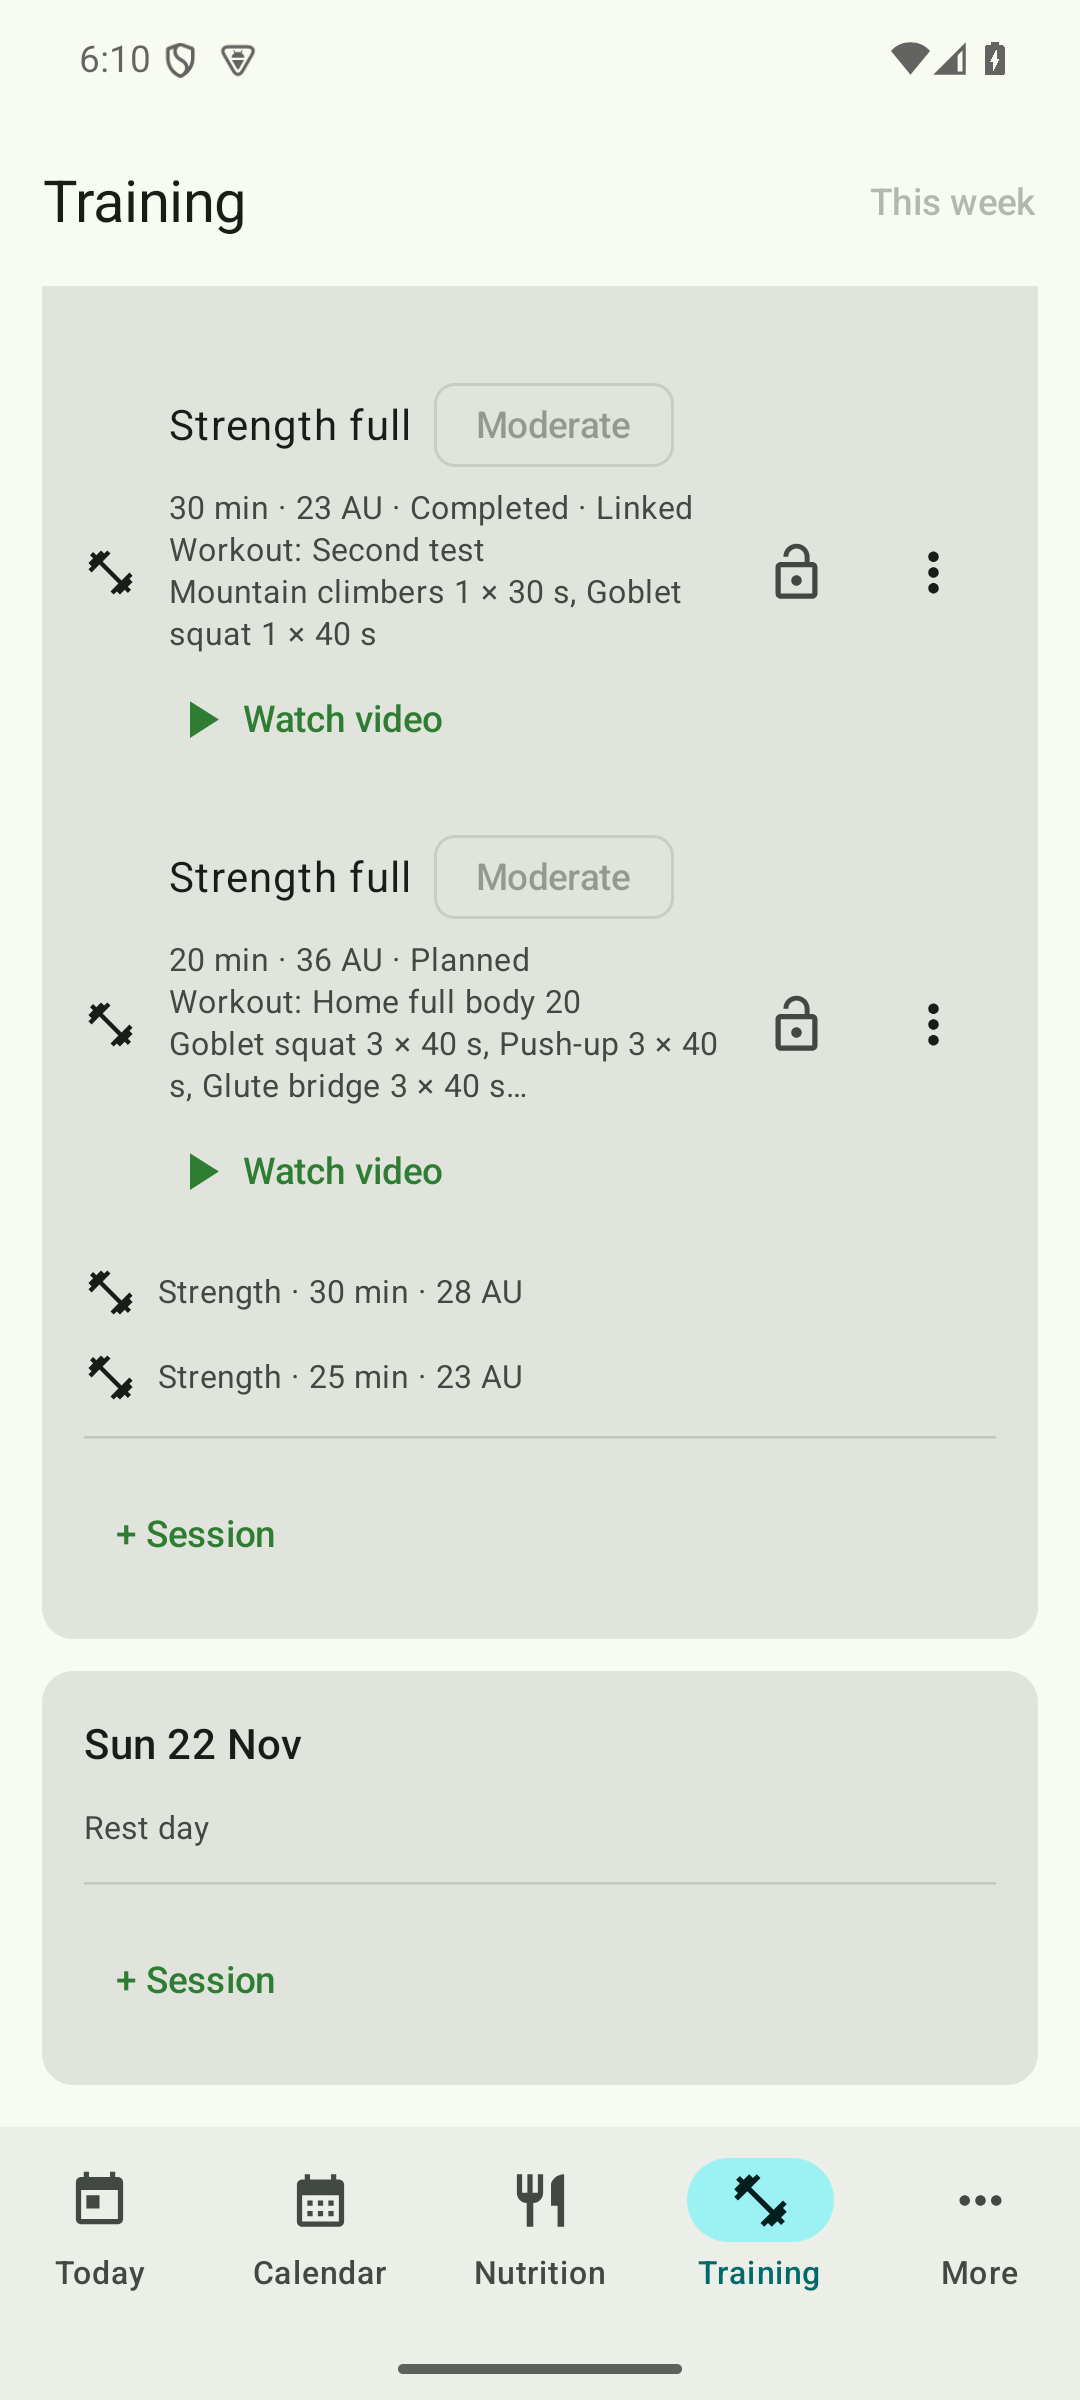 6:10
Training
This week
Strength full
Moderate
30 min · 23 AU · Completed · Linked
Workout: Second test
Mountain climbers 1 × 30 s, Goblet
squat 1 × 40 s
Watch video
Strength full
Moderate
20 min · 36 AU · Planned
Workout: Home full body 20
Goblet squat 3 × 40 s, Push-up 3 × 40
s, Glute bridge 3 × 40 s…
Watch video
Strength · 30 min · 28 AU
Strength · 25 min · 23 AU
+ Session
Sun 22 Nov
Rest day
+ Session
Today
Calendar
Nutrition
Training
More